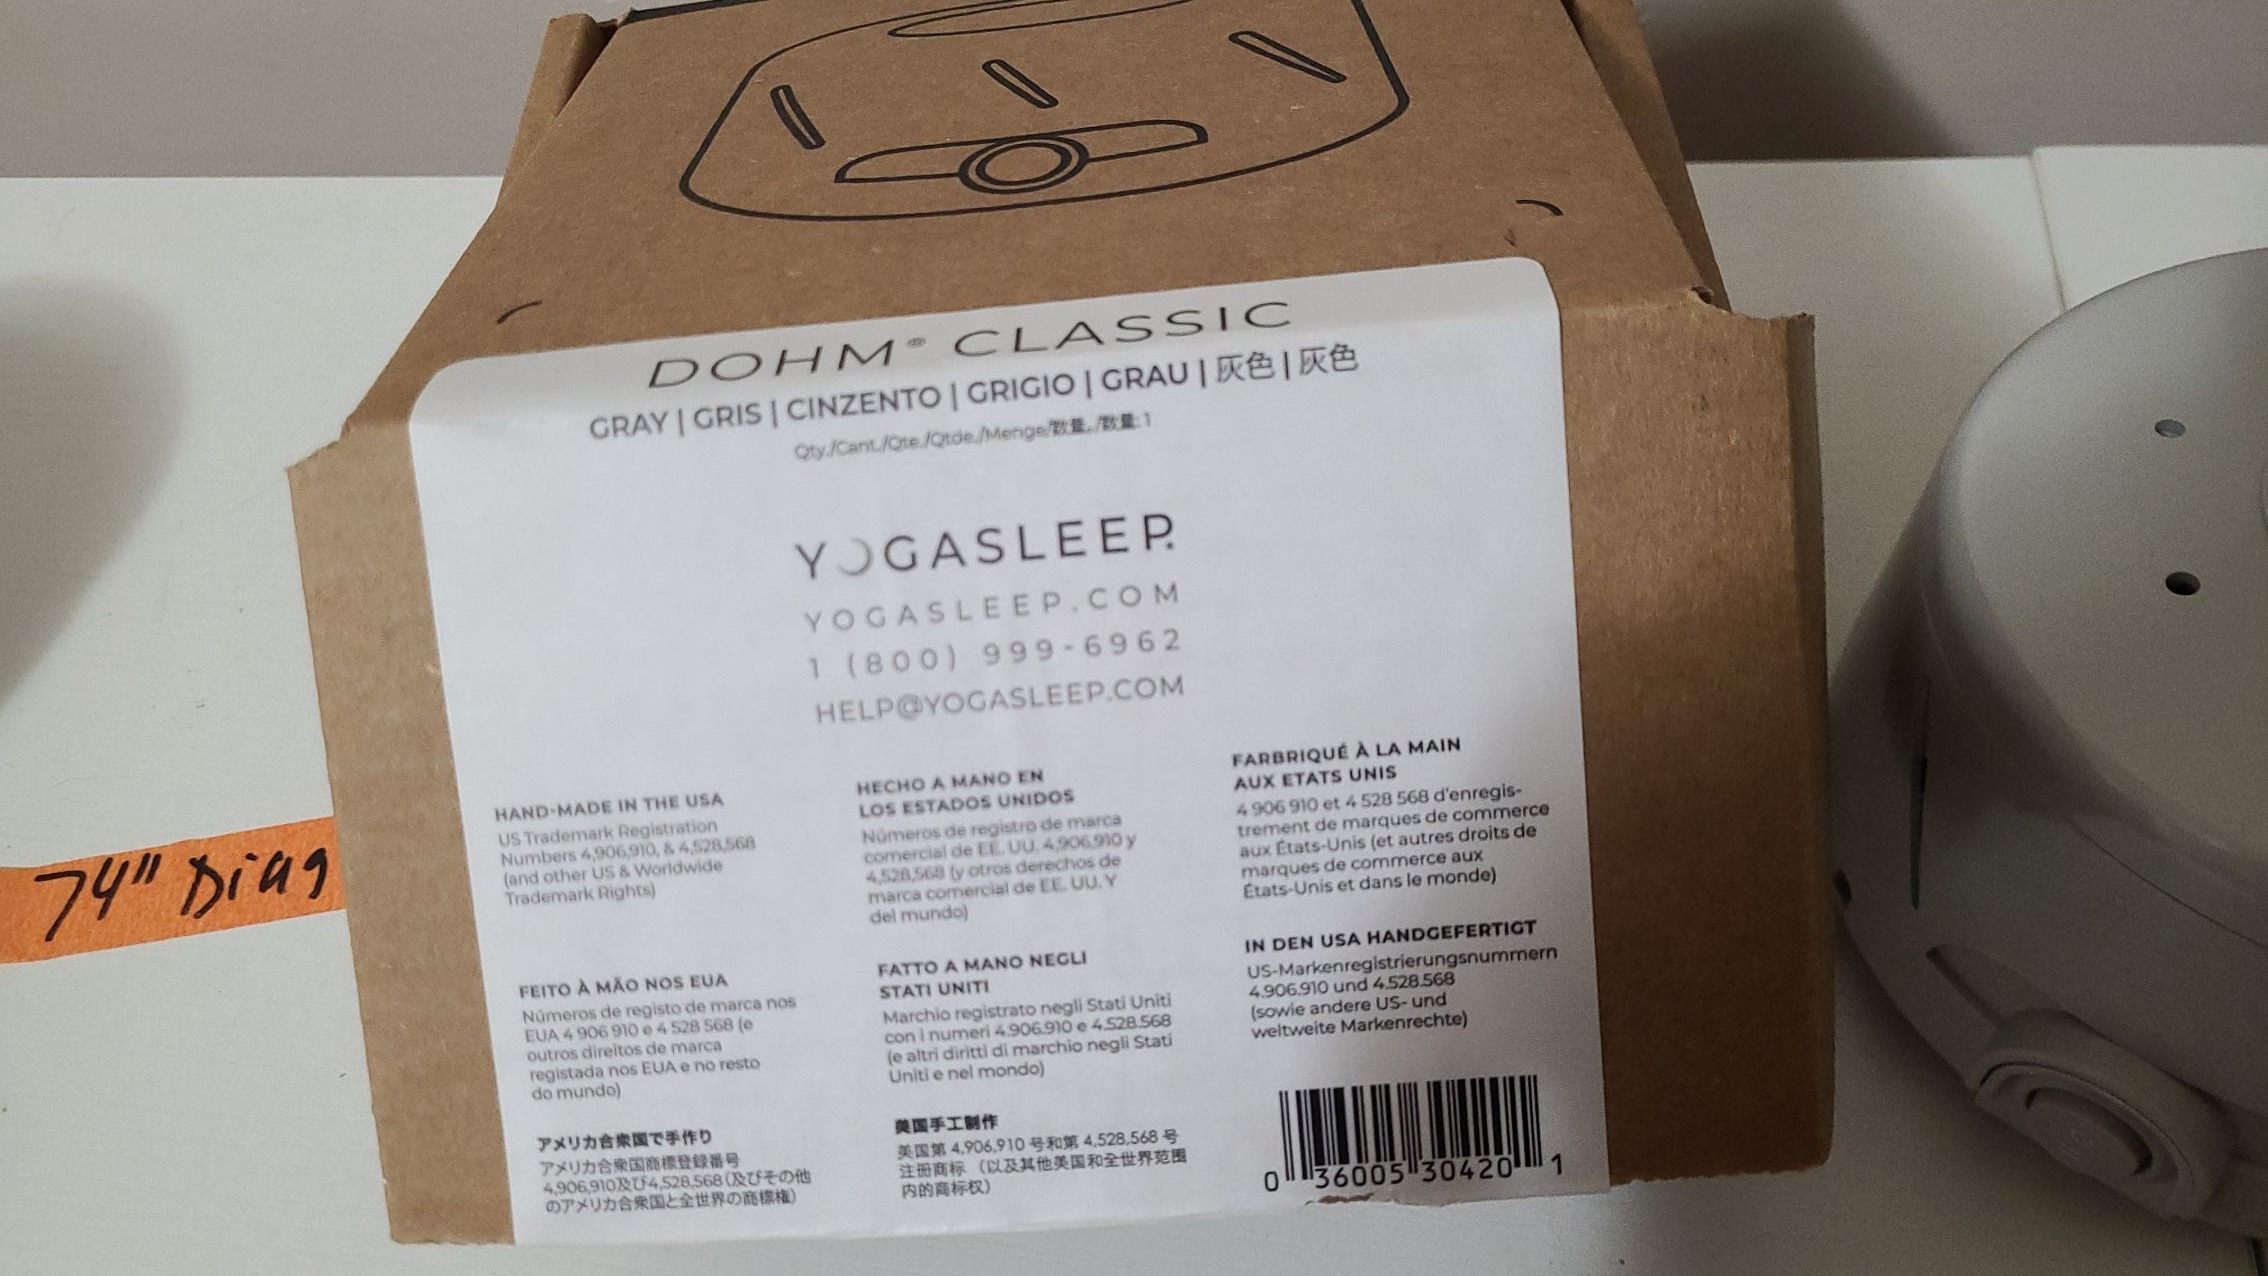 DOHM® CLASSIC
GRAY | GRIS | CINZENTO | GRIGIO | GRAU | 灰色 | 灰色
Qty./Cant./Qte./Qtde./Menge/数量./数量: 1
YOGASLEEP.
YOGASLEEP.COM
1 (800) 999-6962
HELP@YOGASLEEP.COM
HAND-MADE IN THE USA
US Trademark Registration
Numbers 4,906,910, & 4,528,568
(and other US & Worldwide
Trademark Rights)
HECHO A MANO EN
LOS ESTADOS UNIDOS
Números de registro de marca
comercial de EE. UU. 4,906,910 y
4,528,568 (y otros derechos de
marca comercial de EE. UU. Y
del mundo)
FARBRIQUÉ À LA MAIN
AUX ETATS UNIS
4 906 910 et 4 528 568 d'enregis-
trement de marques de commerce
aux États-Unis (et autres droits de
marques de commerce aux
États-Unis et dans le monde)
FEITO À MÃO NOS EUA
Números de registo de marca nos
EUA 4 906 910 e 4 528 568 (e
outros direitos de marca
registada nos EUA e no resto
do mundo)
FATTO A MANO NEGLI
STATI UNITI
Marchio registrato negli Stati Uniti
con i numeri 4.906.910 e 4.528.568
(e altri diritti di marchio negli Stati
Uniti e nel mondo)
IN DEN USA HANDGEFERTIGT
US-Markenregistrierungsnummern
4.906.910 und 4.528.568
(sowie andere US- und
weltweite Markenrechte)
アメリカ合衆国で手作り
アメリカ合衆国商標登録番号
4,906,910及び4,528,568 (及びその他
のアメリカ合衆国と全世界の商標権)
美国手工制作
美国第 4,906,910 号和第 4,528,568 号
注册商标 (以及其他美国和全世界范围
内的商标权)
0 36005 30420 1
74" Diag